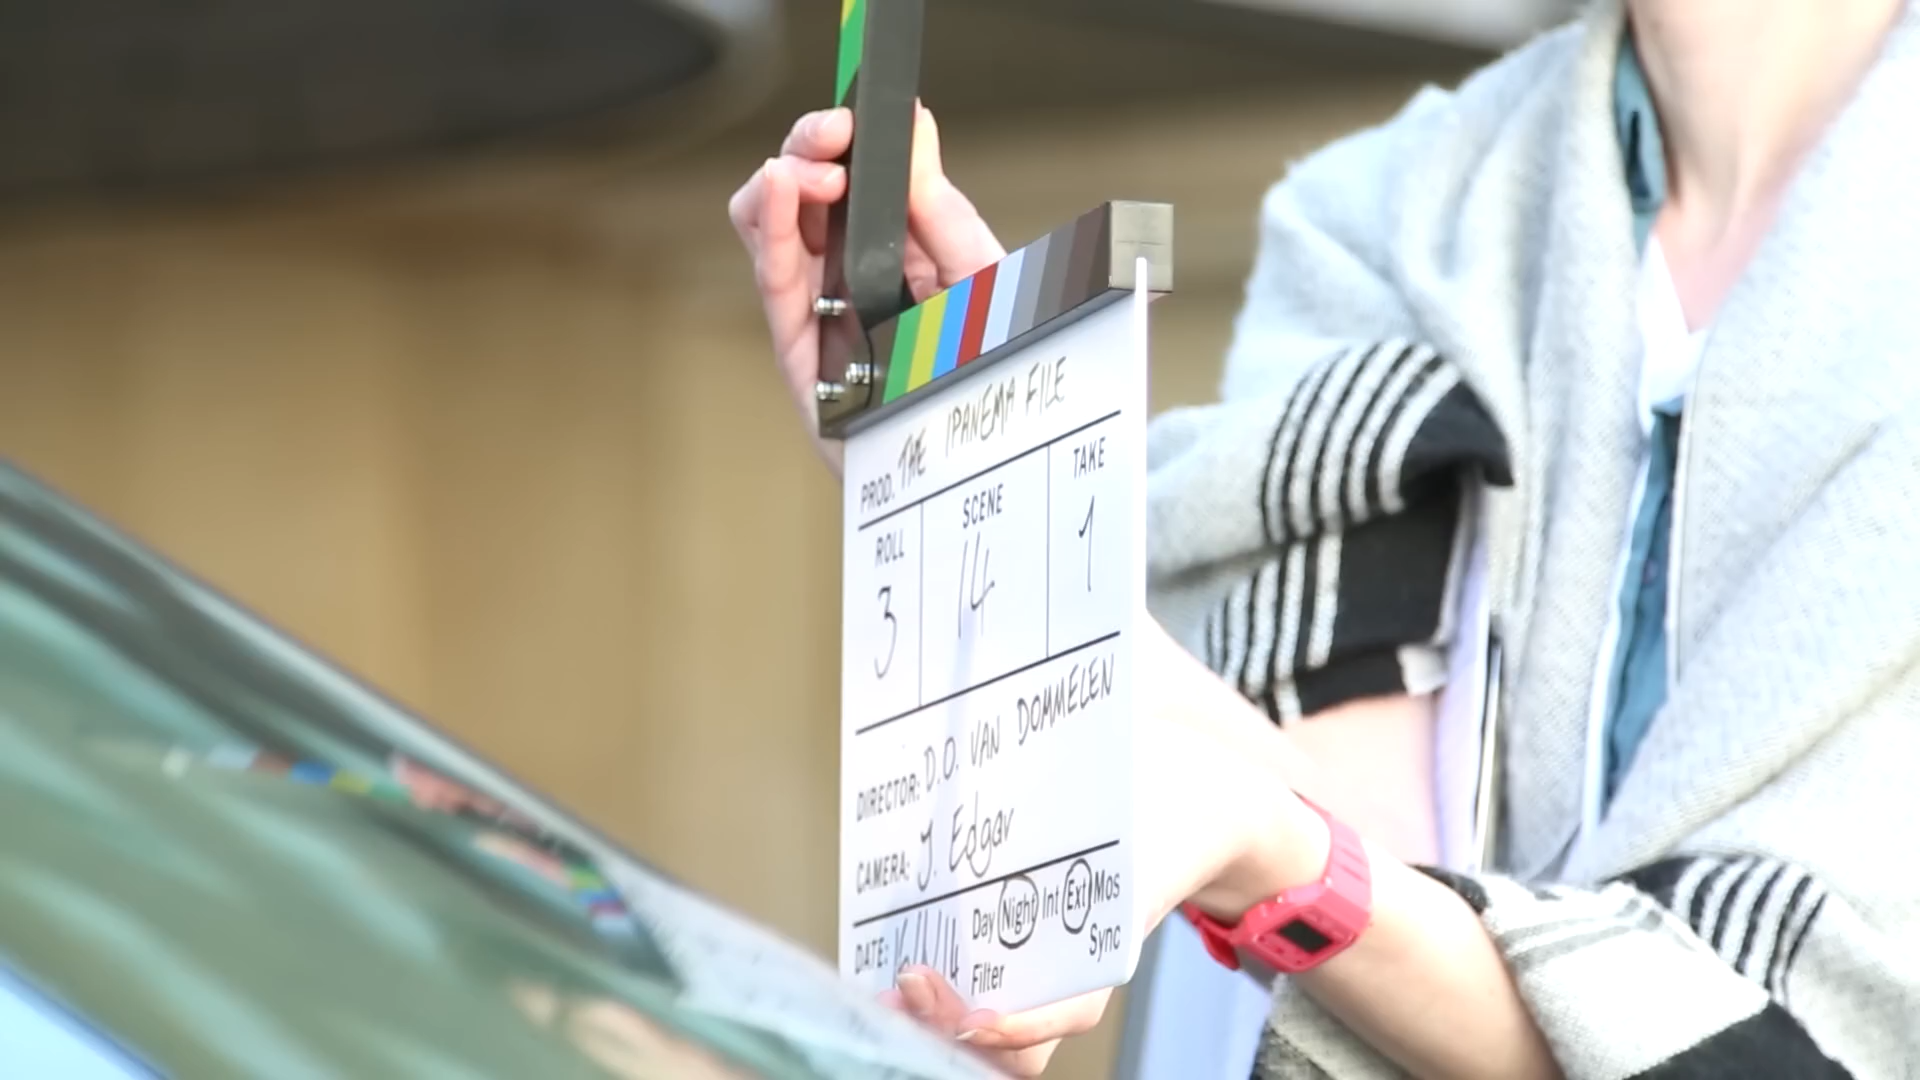 PROD. THE IPANEMA FILE
ROLL SCENE TAKE
3 14 1
DIRECTOR: D.O. VAN DOMMELEN
CAMERA: J. Edgar
DATE: Day Night Int Ext Mos
Filter Sync